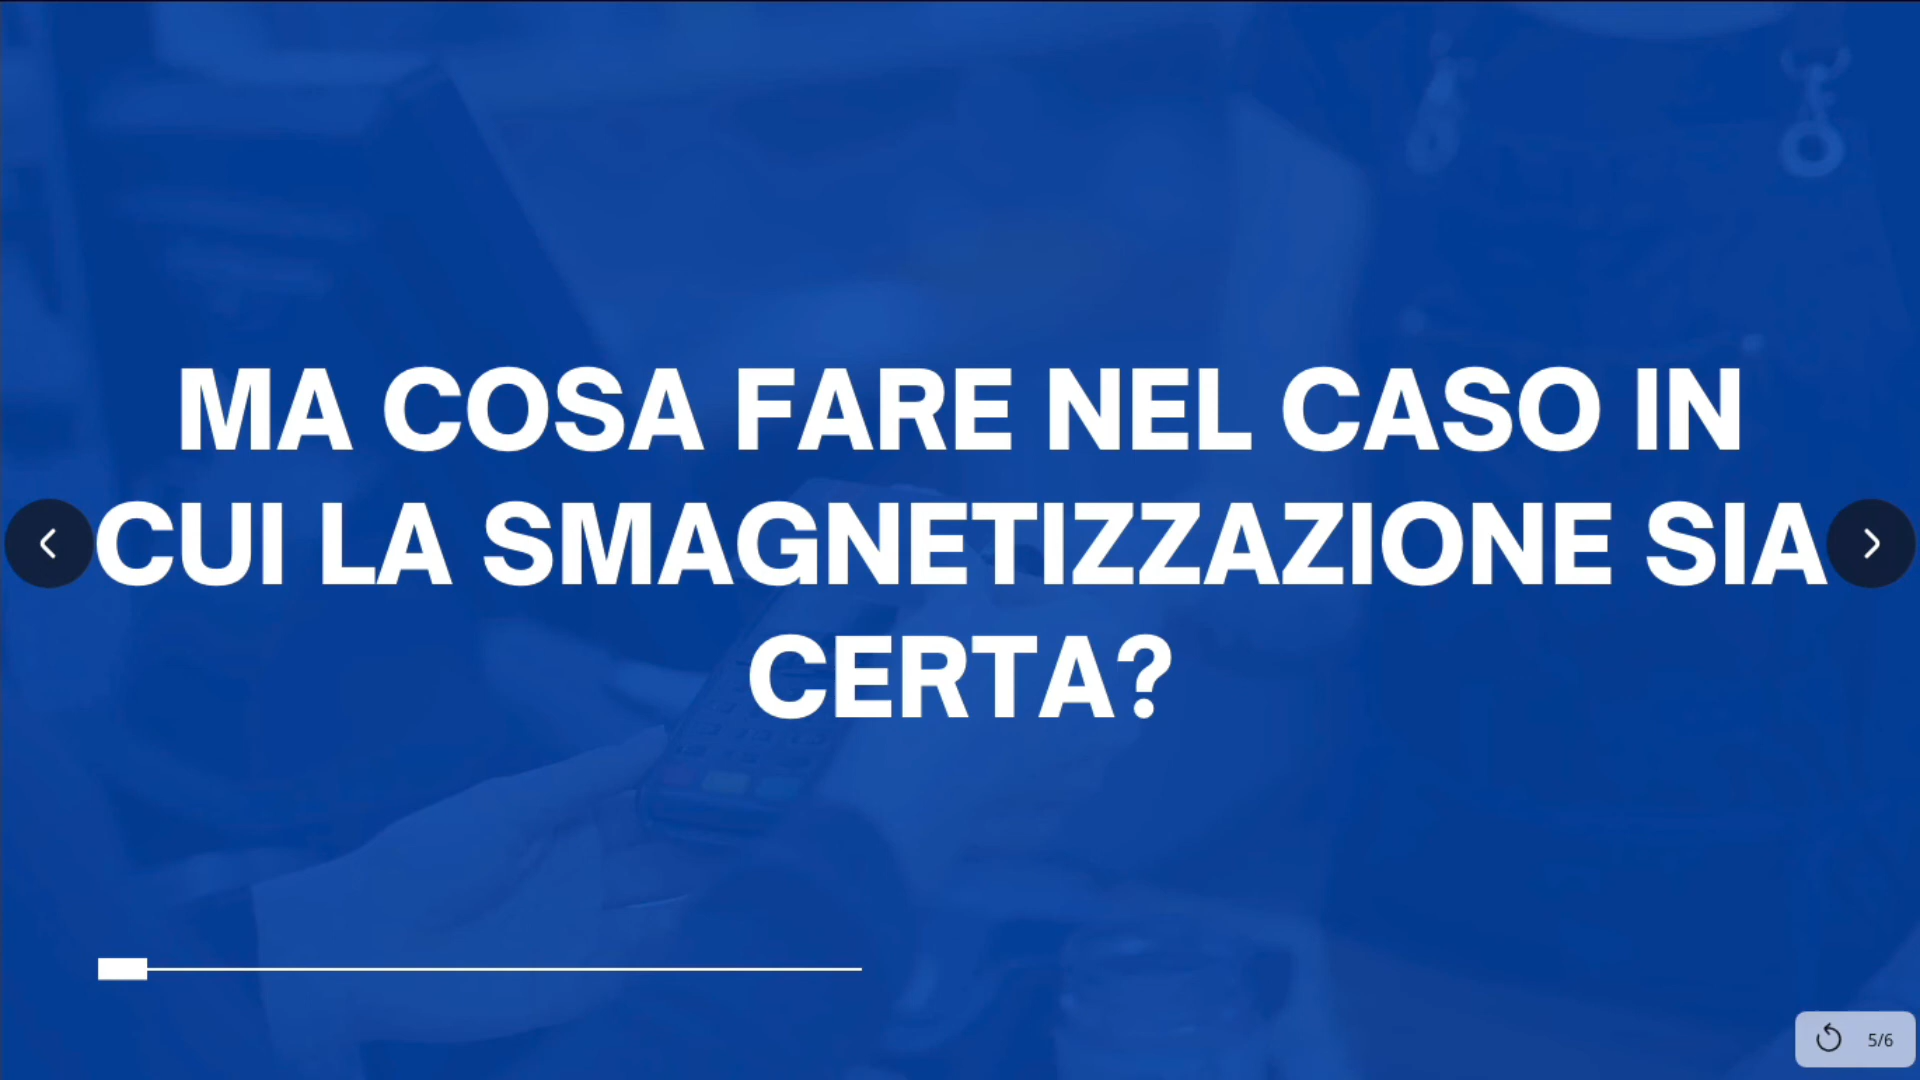 MA COSA FARE NEL CASO IN
CUI LA SMAGNETIZZAZIONE SIA
CERTA?
5/6